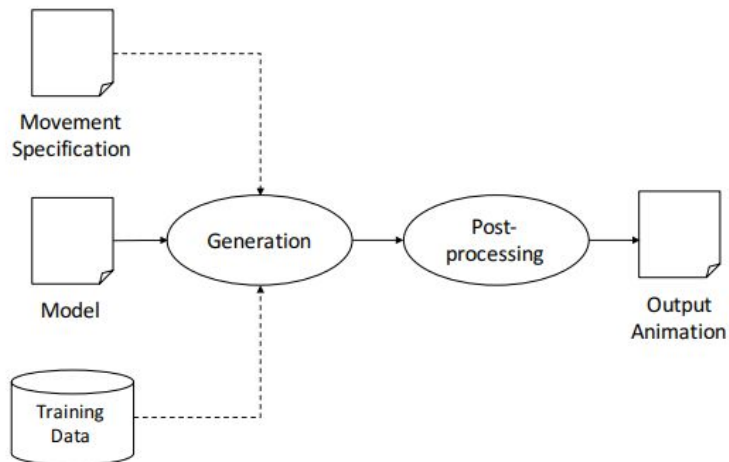 Movement
Specification
Generation
Post-
processing
Model
Output
Animation
Training
Data